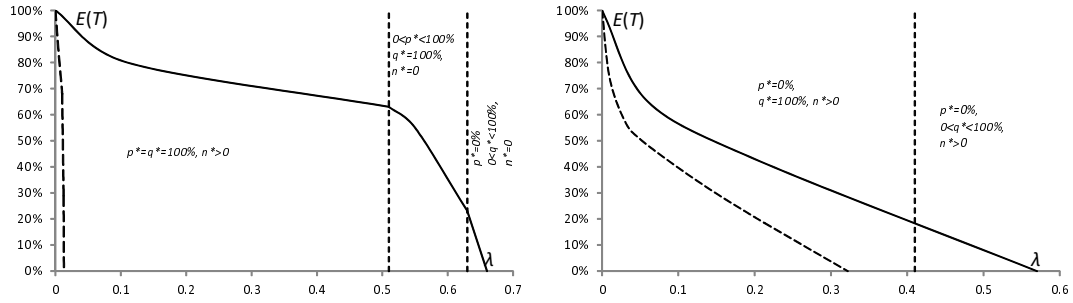 100%
90%
80%
70%
60%
50%
40%
30%
20%
10%
0%
E(T)
0<p*<100%
q*=100%,
n*=0
p*=q*=100%, n*>0
p*=0%
0<q*<100%,
n*=0
λ
0 0.1 0.2 0.3 0.4 0.5 0.6 0.7
100%
90%
80%
70%
60%
50%
40%
30%
20%
10%
0%
E(T)
p*=0%,
q*=100%, n*>0
p*=0%,
0<q*<100%,
n*>0
λ
0 0.1 0.2 0.3 0.4 0.5 0.6